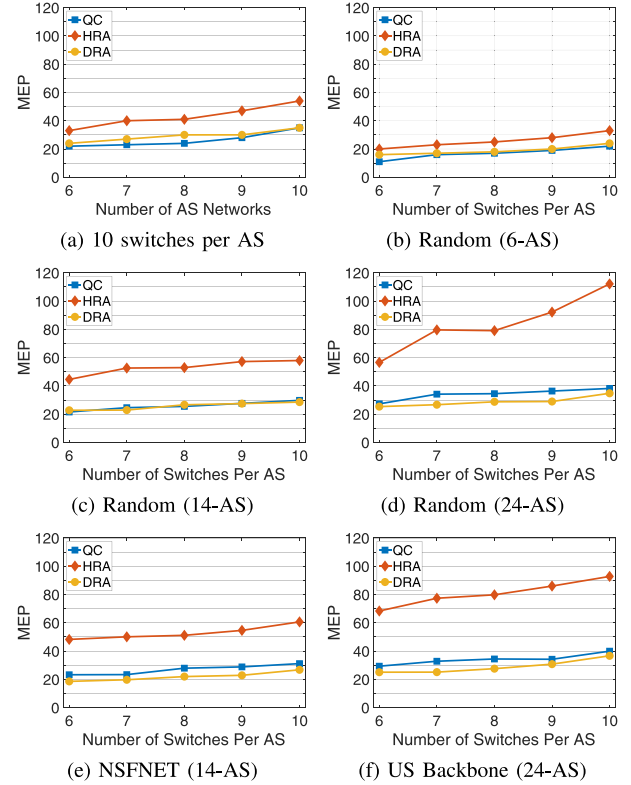 120
100
80
60
40
20
0
MEP
QC
HRA
DRA
6 7 8 9 10
Number of AS Networks
(a) 10 switches per AS
120
100
80
60
40
20
0
MEP
QC
HRA
DRA
6 7 8 9 10
Number of Switches Per AS
(b) Random (6-AS)
120
100
80
60
40
20
0
MEP
QC
HRA
DRA
6 7 8 9 10
Number of Switches Per AS
(c) Random (14-AS)
120
100
80
60
40
20
0
MEP
QC
HRA
DRA
6 7 8 9 10
Number of Switches Per AS
(d) Random (24-AS)
120
100
80
60
40
20
0
MEP
QC
HRA
DRA
6 7 8 9 10
Number of Switches Per AS
(e) NSFNET (14-AS)
120
100
80
60
40
20
0
MEP
QC
HRA
DRA
6 7 8 9 10
Number of Switches Per AS
(f) US Backbone (24-AS)